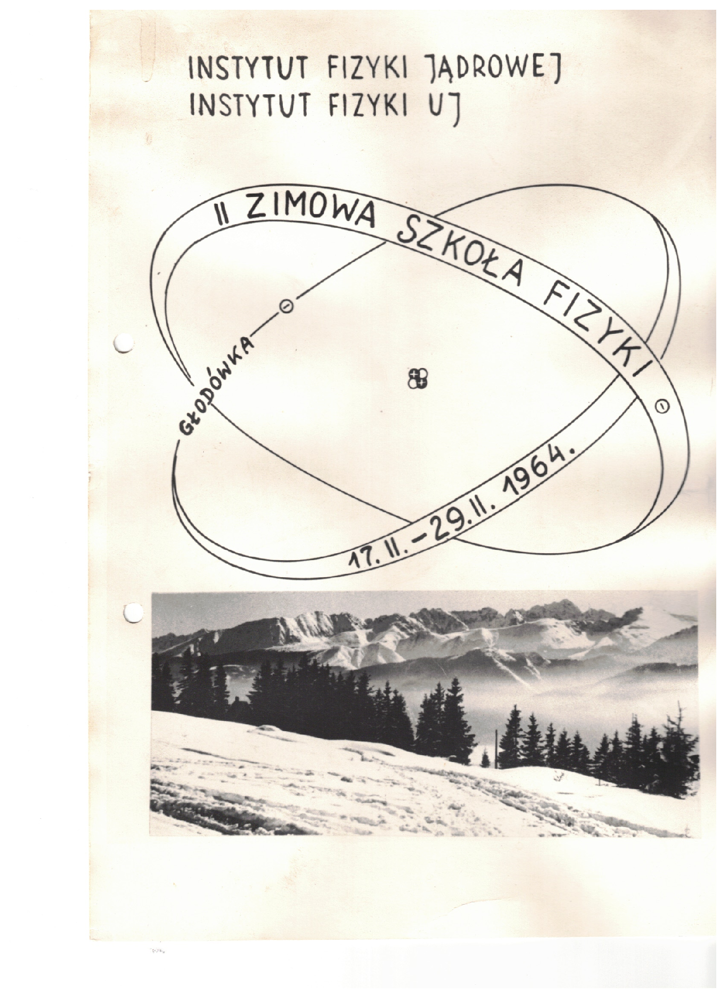 INSTYTUT FIZYKI JĄDROWEJ
INSTYTUT FIZYKI UJ
II ZIMOWA SZKOŁA FIZYKI
GŁODÓWKA
17.II.-29.II.1964.